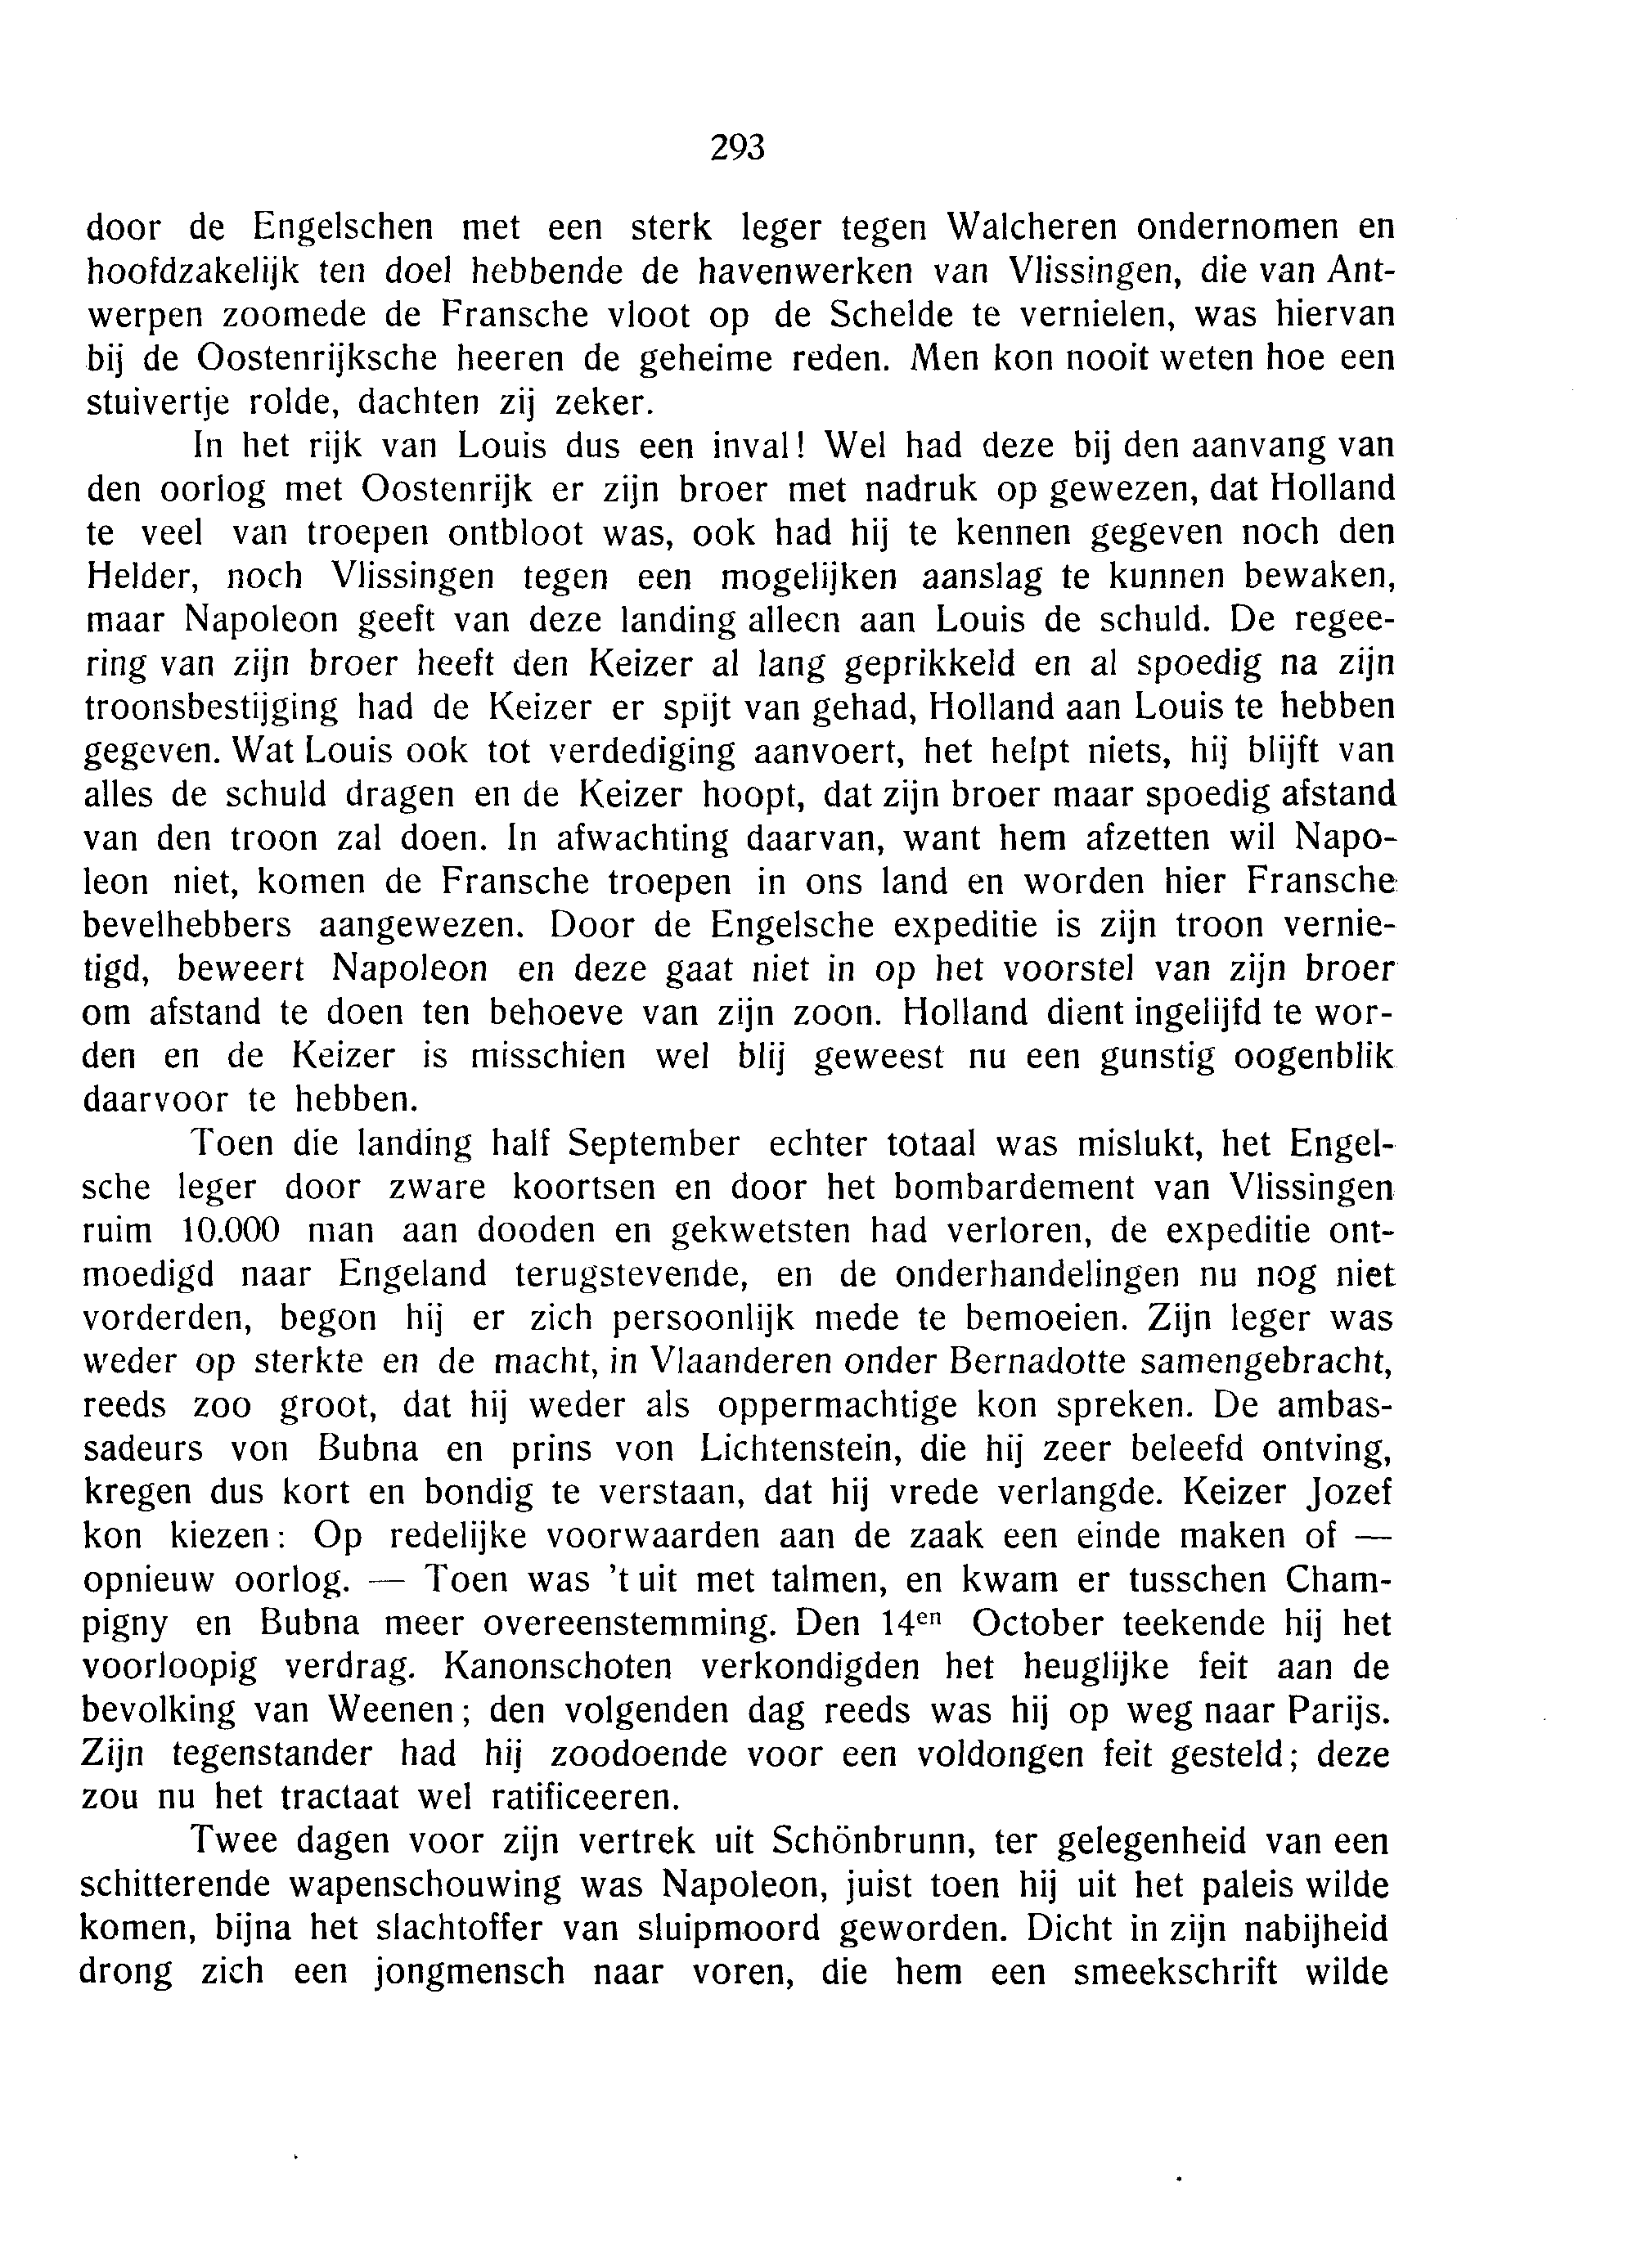 293
door de Engelschen met een sterk leger tegen Walcheren ondernomen en
hoofdzakelijk ten doel hebbende de havenwerken van Vlissingen, die van Ant-
werpen zoomede de Fransche vloot op de Schelde te vernielen, was hiervan
bij de Oostenrijksche heeren de geheime reden. Men kon nooit weten hoe een
stuivertje rolde, dachten zij zeker.
In het rijk van Louis dus een inval! Wel had deze bij den aanvang van
den oorlog met Oostenrijk er zijn broer met nadruk op gewezen, dat Holland
te veel van troepen ontbloot was, ook had hij te kennen gegeven noch den
Helder, noch Vlissingen tegen een mogelijken aanslag te kunnen bewaken,
maar Napoleon geeft van deze landing alleen aan Louis de schuld. De regee-
ring van zijn broer heeft den Keizer al lang geprikkeld en al spoedig na zijn
troonsbestijging had de Keizer er spijt van gehad, Holland aan Louis te hebben
gegeven. Wat Louis ook tot verdediging aanvoert, het helpt niets, hij blijft van
alles de schuld dragen en de Keizer hoopt, dat zijn broer maar spoedig afstand
van den troon zal doen. In afwachting daarvan, want hem afzetten wil Napo-
leon niet, komen de Fransche troepen in ons land en worden hier Fransche
bevelhebbers aangewezen. Door de Engelsche expeditie is zijn troon vernie-
tigd, beweert Napoleon en deze gaat niet in op het voorstel van zijn broer
om afstand te doen ten behoeve van zijn zoon. Holland dient ingelijfd te wor-
den en de Keizer is misschien wel blij geweest nu een gunstig oogenblik
daarvoor te hebben.
Toen die landing half September echter totaal was mislukt, het Engel-
sche leger door zware koortsen en door het bombardement van Vlissingen
ruim 10.000 man aan dooden en gekwetsten had verloren, de expeditie ont-
moedigd naar Engeland terugstevende, en de onderhandelingen nu nog niet
vorderden, begon hij er zich persoonlijk mede te bemoeien. Zijn leger was
weder op sterkte en de macht, in Vlaanderen onder Bernadotte samengebracht,
reeds zoo groot, dat hij weder als oppermachtige kon spreken. De ambas-
sadeurs von Bubna en prins von Lichtenstein, die hij zeer beleefd ontving,
kregen dus kort en bondig te verstaan, dat hij vrede verlangde. Keizer Jozef
kon kiezen: Op redelijke voorwaarden aan de zaak een einde maken of —
opnieuw oorlog. — Toen was 't uit met talmen, en kwam er tusschen Cham-
pigny en Bubna meer overeenstemming. Den 14en October teekende hij het
voorloopig verdrag. Kanonschoten verkondigden het heuglijke feit aan de
bevolking van Weenen; den volgenden dag reeds was hij op weg naar Parijs.
Zijn tegenstander had hij zoodoende voor een voldongen feit gesteld; deze
zou nu het tractaat wel ratificeeren.
Twee dagen voor zijn vertrek uit Schönbrunn, ter gelegenheid van een
schitterende wapenschouwing was Napoleon, juist toen hij uit het paleis wilde
komen, bijna het slachtoffer van sluipmoord geworden. Dicht in zijn nabijheid
drong zich een jongmensch naar voren, die hem een smeekschrift wilde